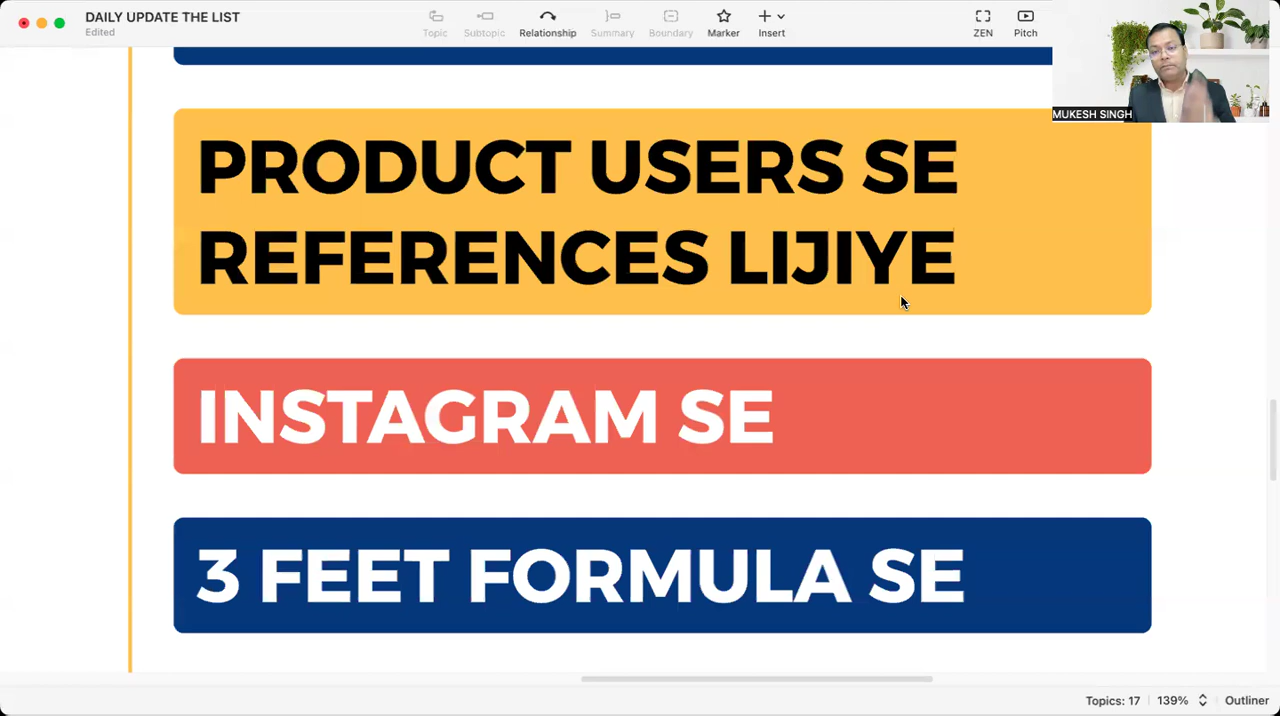 DAILY UPDATE THE LIST
Edited
Topic
Subtopic
Relationship
Summary
Boundary
Marker
Insert
ZEN
Pitch
MUKESH SINGH
PRODUCT USERS SE
REFERENCES LIJIYE
INSTAGRAM SE
3 FEET FORMULA SE
Topics: 17
139%
Outliner